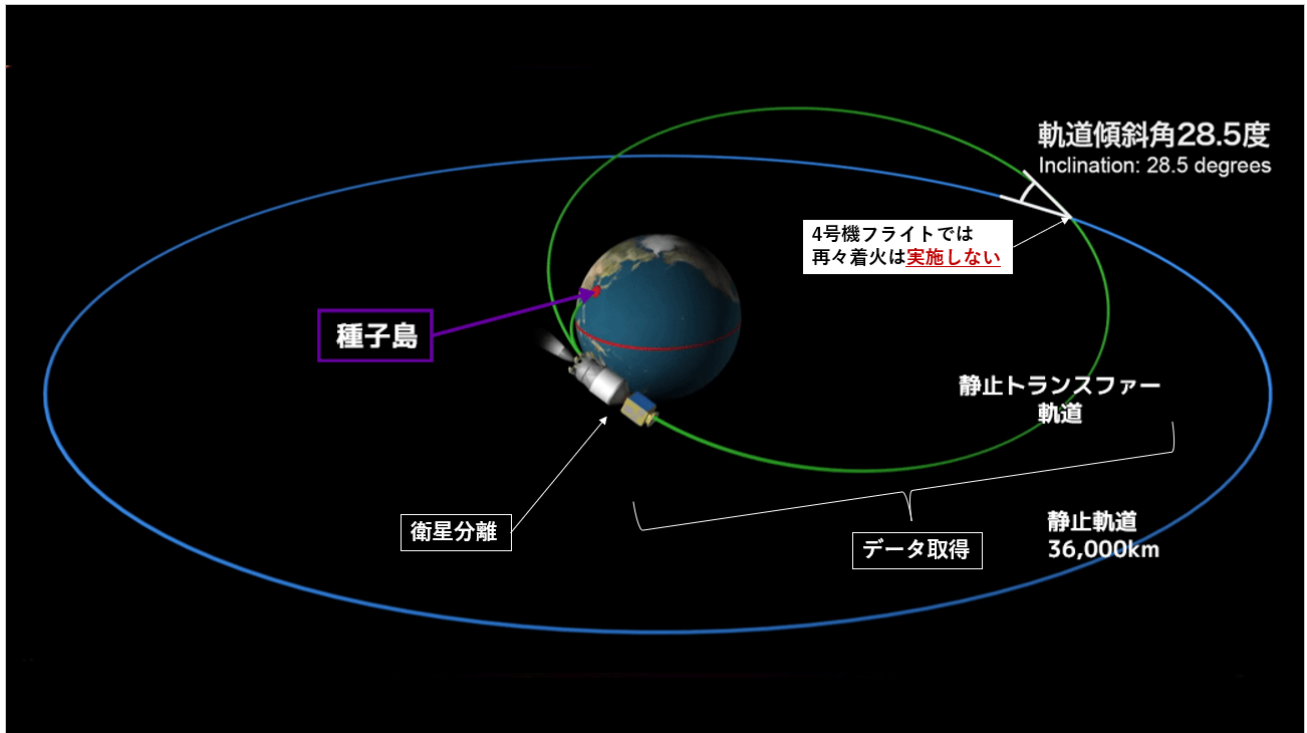 軌道傾斜角28.5度
Inclination: 28.5 degrees
4号機フライトでは
再々着火は実施しない
種子島
静止トランスファー
軌道
衛星分離
静止軌道
36,000km
データ取得